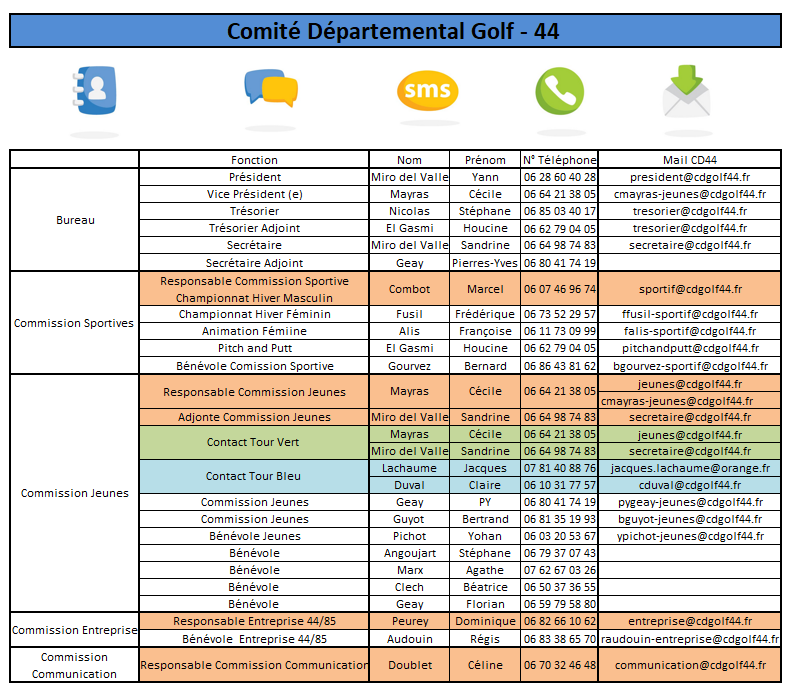 Comité Départemental Golf - 44
sms
Fonction Nom Prénom N° Téléphone Mail CD44
Bureau
Président Miro del Valle Yann 06 28 60 40 28 president@cdgolf44.fr
Vice Président (e) Mayras Cécile 06 64 21 38 05 cmayras-jeunes@cdgolf44.fr
Trésorier Nicolas Stéphane 06 85 03 40 17 tresorier@cdgolf44.fr
Trésorier Adjoint El Gasmi Houcine 06 62 79 04 05 tresorier@cdgolf44.fr
Secrétaire Miro del Valle Sandrine 06 64 98 74 83 secretaire@cdgolf44.fr
Secrétaire Adjoint Geay Pierres-Yves 06 80 41 74 19
Commission Sportives
Responsable Commission Sportive
Championnat Hiver Masculin
Combot Marcel 06 07 46 96 74 sportif@cdgolf44.fr
Championnat Hiver Féminin Fusil Frédérique 06 73 52 29 57 ffusil-sportif@cdgolf44.fr
Animation Fémiine Alis Françoise 06 11 73 09 99 falis-sportif@cdgolf44.fr
Pitch and Putt El Gasmi Houcine 06 62 79 04 05 pitchandputt@cdgolf44.fr
Bénévole Comission Sportive Gourvez Bernard 06 86 43 81 62 bgourvez-sportif@cdgolf44.fr
Commission Jeunes
Responsable Commission Jeunes Mayras Cécile 06 64 21 38 05 jeunes@cdgolf44.fr
cmayras-jeunes@cdgolf44.fr
Adjonte Commission Jeunes Miro del Valle Sandrine 06 64 98 74 83 secretaire@cdgolf44.fr
Contact Tour Vert
Mayras Cécile 06 64 21 38 05 jeunes@cdgolf44.fr
Miro del Valle Sandrine 06 64 98 74 83 secretaire@cdgolf44.fr
Contact Tour Bleu
Lachaume Jacques 07 81 40 88 76 jacques.lachaume@orange.fr
Duval Claire 06 10 31 77 57 cduval@cdgolf44.fr
Commission Jeunes Geay PY 06 80 41 74 19 pygeay-jeunes@cdgolf44.fr
Commission Jeunes Guyot Bertrand 06 81 35 19 93 bguyot-jeunes@cdgolf44.fr
Bénévole Jeunes Pichot Yohan 06 03 20 53 67 ypichot-jeunes@cdgolf44.fr
Bénévole Angoujart Stéphane 06 79 37 07 43
Bénévole Marx Agathe 07 62 67 03 26
Bénévole Clech Béatrice 06 50 37 36 55
Bénévole Geay Florian 06 59 79 58 80
Commission Entreprise
Responsable Entreprise 44/85 Peurey Dominique 06 82 66 10 62 entreprise@cdgolf44.fr
Bénévole Entreprise 44/85 Audouin Régis 06 83 38 65 70 raudouin-entreprise@cdgolf44.fr
Commission
Communication
Responsable Commission Communication Doublet Céline 06 70 32 46 48 communication@cdgolf44.fr